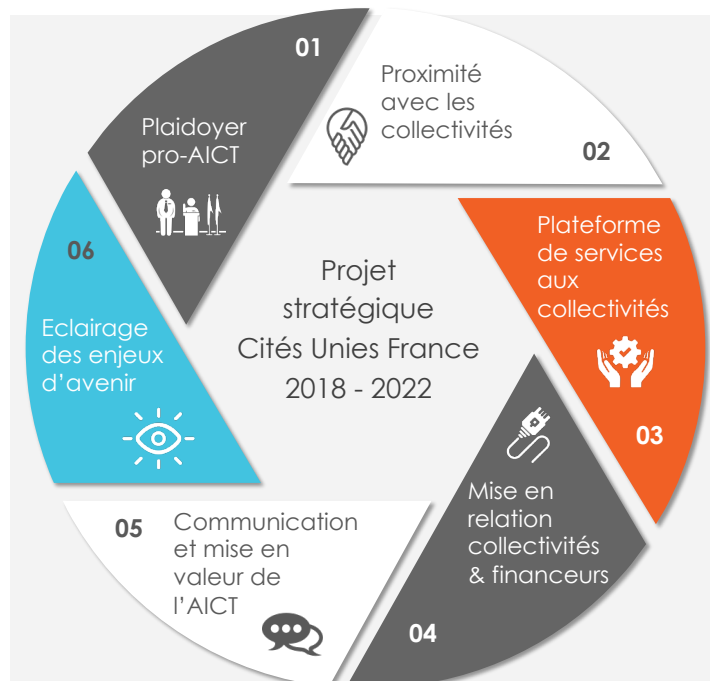 01
Plaidoyer
pro-AICT
Proximité
avec les
collectivités
02
Plateforme
de services
aux
collectivités
03
Mise en
relation
collectivités
& financeurs
04
05
Communication
et mise en
valeur de
l’AICT
06
Eclairage
des enjeux
d’avenir
Projet
stratégique
Cités Unies France
2018 - 2022